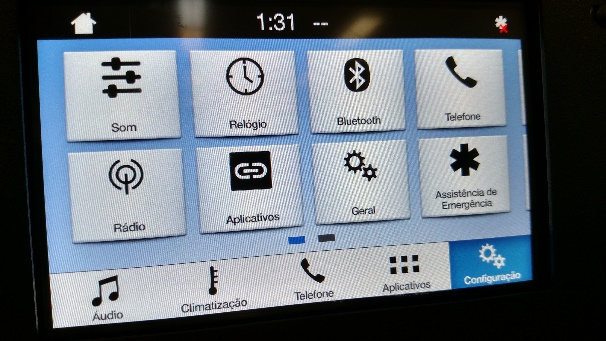 1:31 --
Som
Relógio
Bluetooth
Telefone
Rádio
Aplicativos
Geral
Assistência de
Emergência
Áudio
Climatização
Telefone
Aplicativos
Configuração